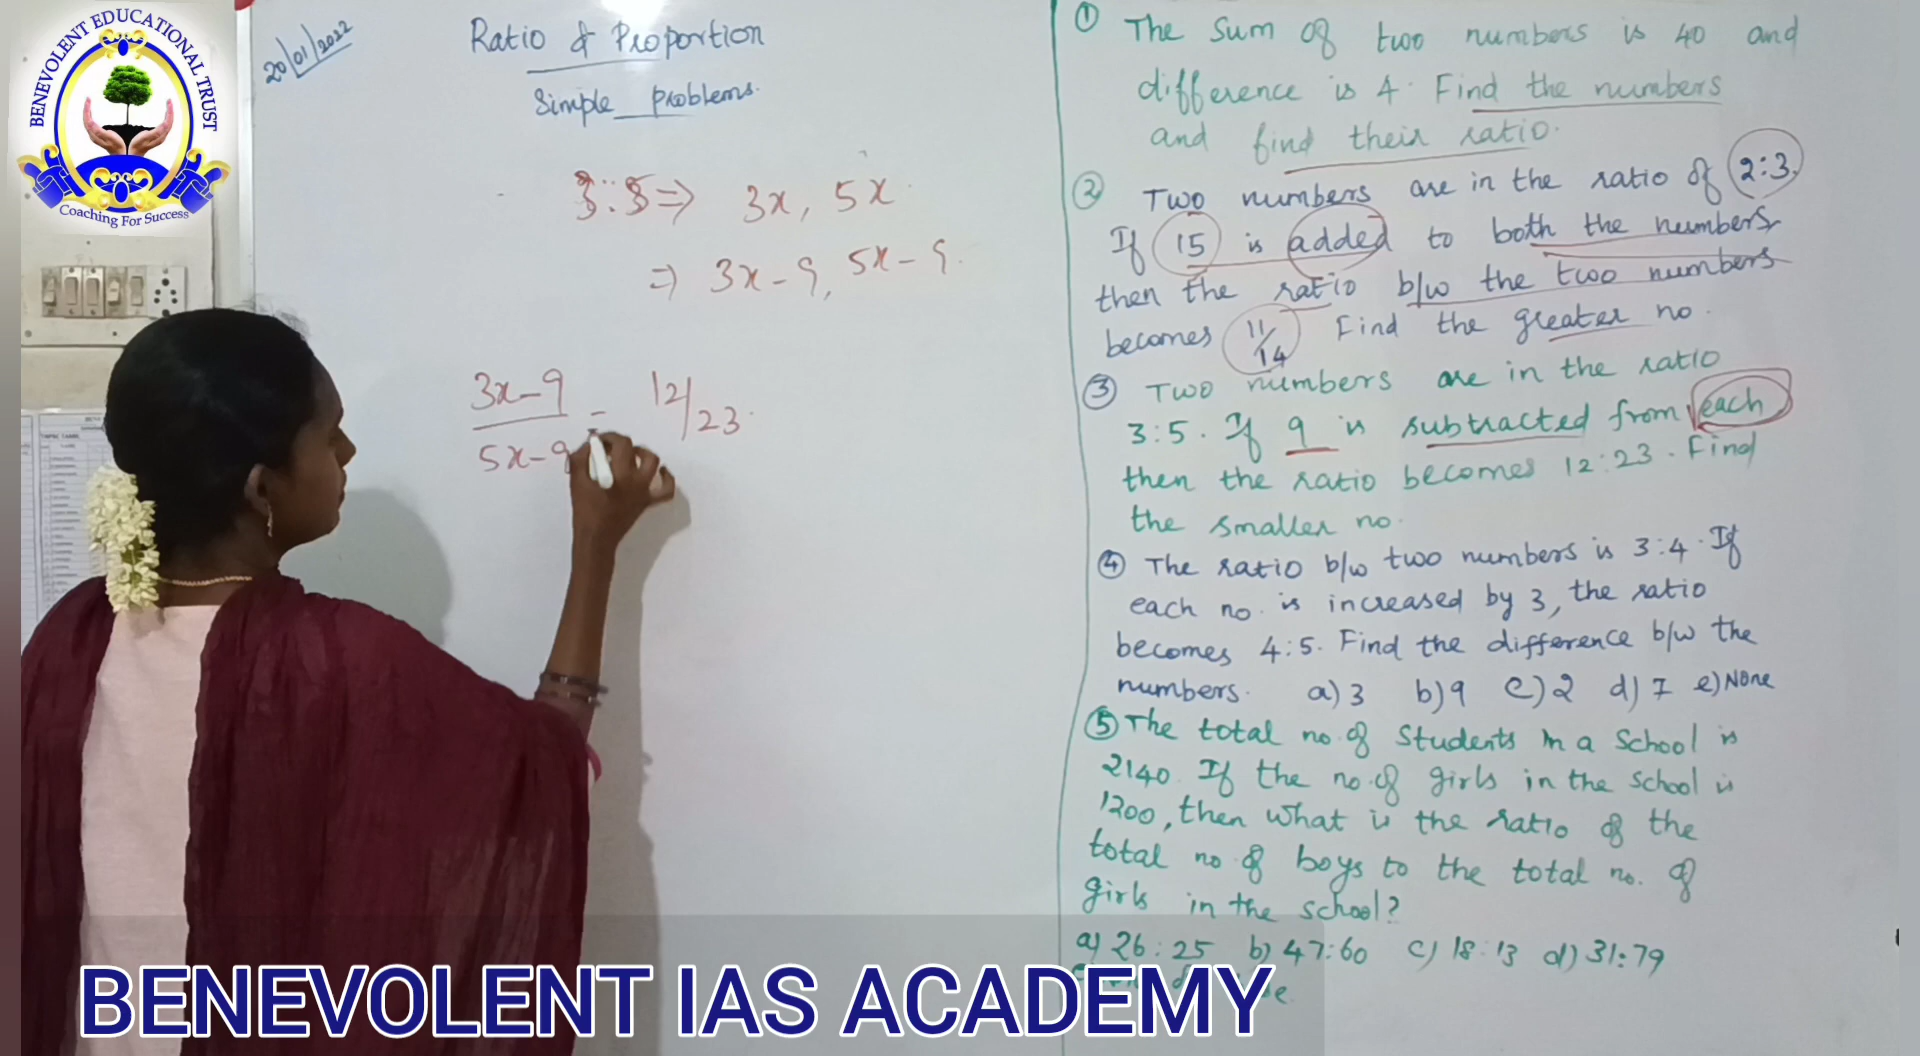 BENEVOLENT EDUCATIONAL TRUST
Coaching For Success
20/01/2022
Ratio & Proportion
Simple problems.
3:5 => 3x, 5x
=> 3x-9, 5x-9.
3x-9
5x-9
=
12/23
① The Sum of two numbers is 40 and
difference is 4. Find the numbers
and find their ratio.
② Two numbers are in the ratio of 2:3.
If 15 is added to both the numbers,
then the ratio b/w the two numbers
becomes 11/14 Find the greater no.
③ Two numbers are in the ratio
3:5. If 9 is subtracted from each
then the ratio becomes 12:23. Find
the smaller no.
④ The ratio b/w two numbers is 3:4. If
each no. is increased by 3, the ratio
becomes 4:5. Find the difference b/w the
numbers. a) 3 b) 9 c) 2 d) 7 e) None
⑤ The total no. of Students in a School is
2140. If the no. of girls in the school is
1200, then what is the ratio of the
total no. of boys to the total no. of
girls in the school?
a) 26:25 b) 47:60 c) 18:13 d) 31:79
BENEVOLENT IAS ACADEMY